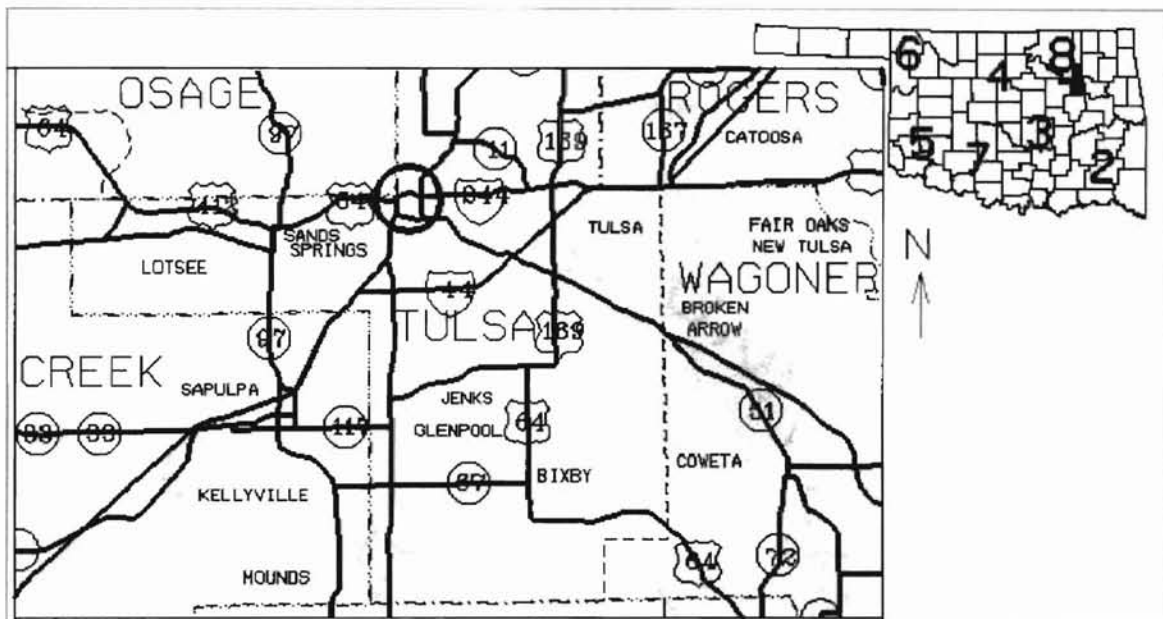 6
8
4
3
5
7
2
OSAGE
ROGERS
64
97
11
169
167
CATOOSA
64
244
SANDS
SPRINGS
TULSA
FAIR OAKS
NEW TULSA
N
LOTSEE
44
WAGONER
BROKEN
ARROW
TULSA
97
169
CREEK
SAPULPA
JENKS
33
117
GLENPOOL
64
51
KELLYVILLE
67
BIXBY
COWETA
MOUNDS
64
72